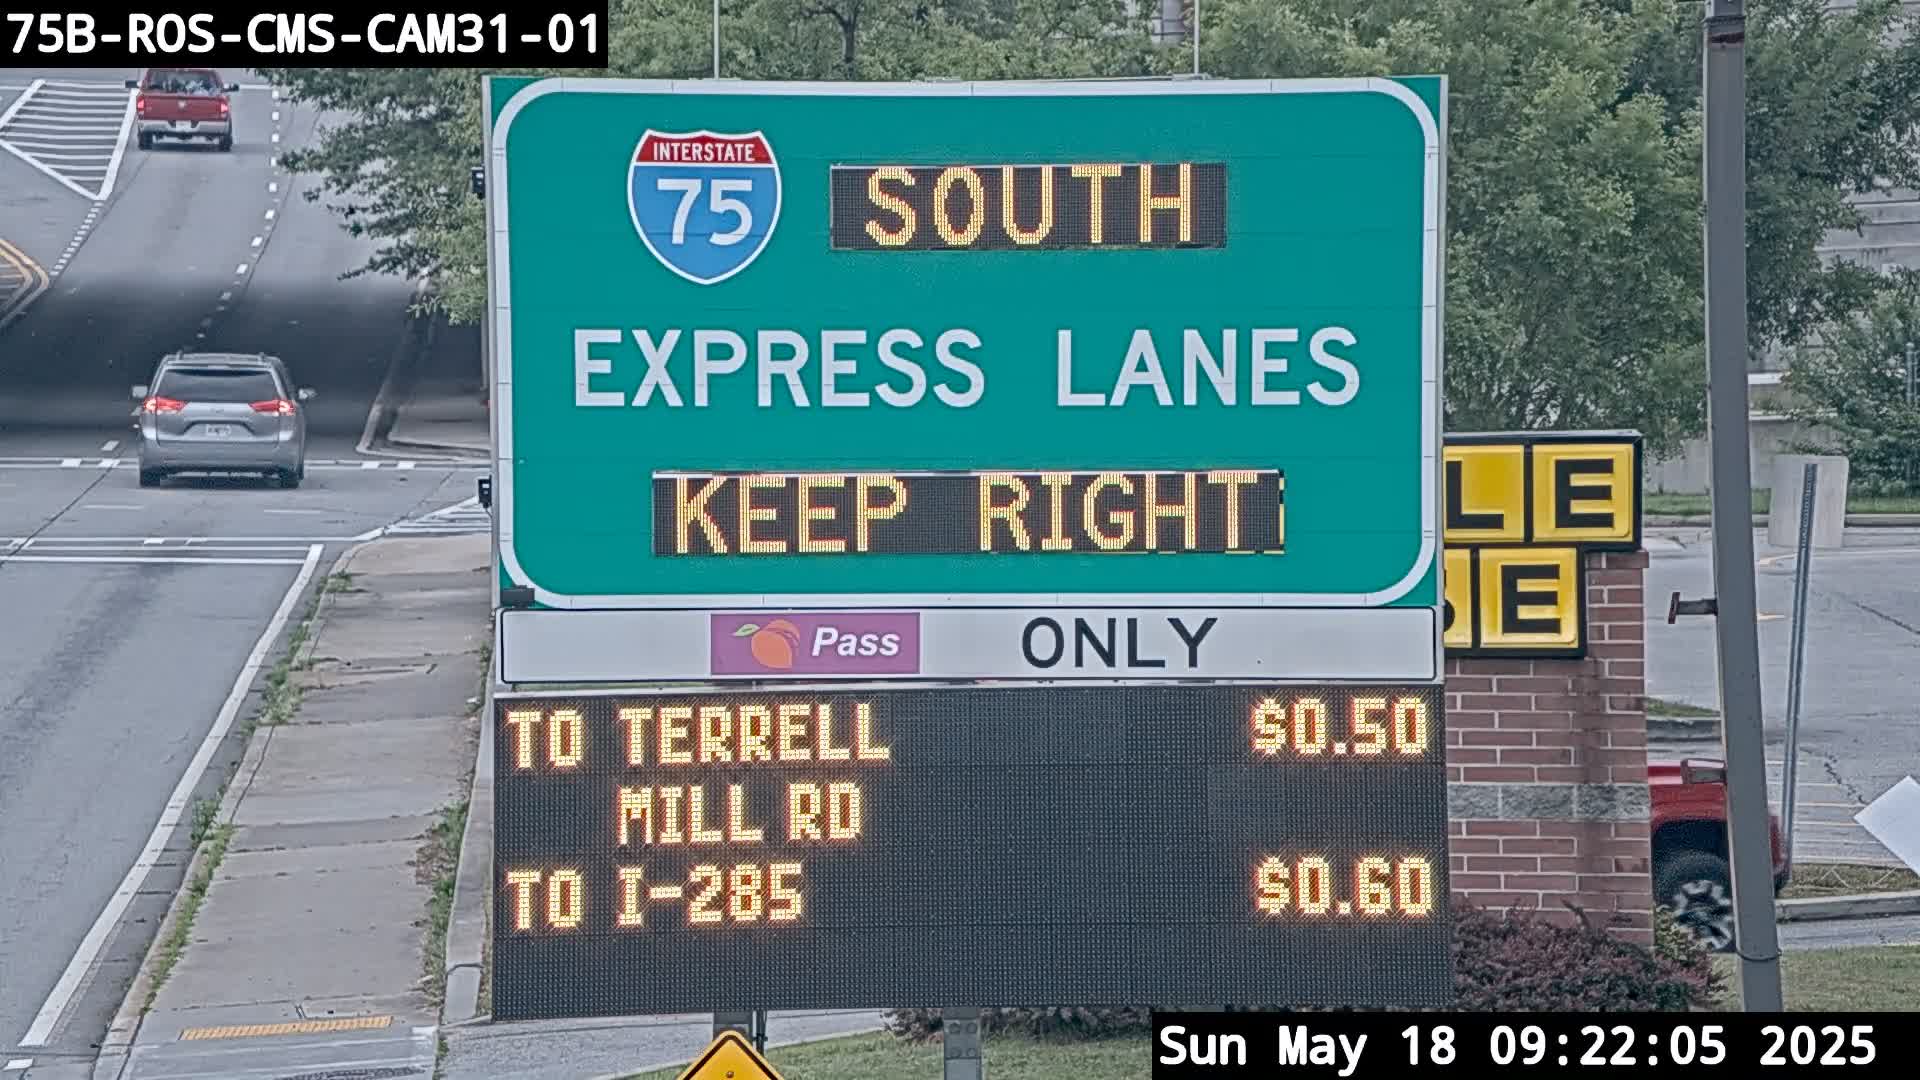 75B-ROS-CMS-CAM31-01
INTERSTATE
75
SOUTH
EXPRESS LANES
KEEP RIGHT
Pass ONLY
TO TERRELL $0.50
MILL RD
TO I-285 $0.60
LE
E
Sun May 18 09:22:05 2025